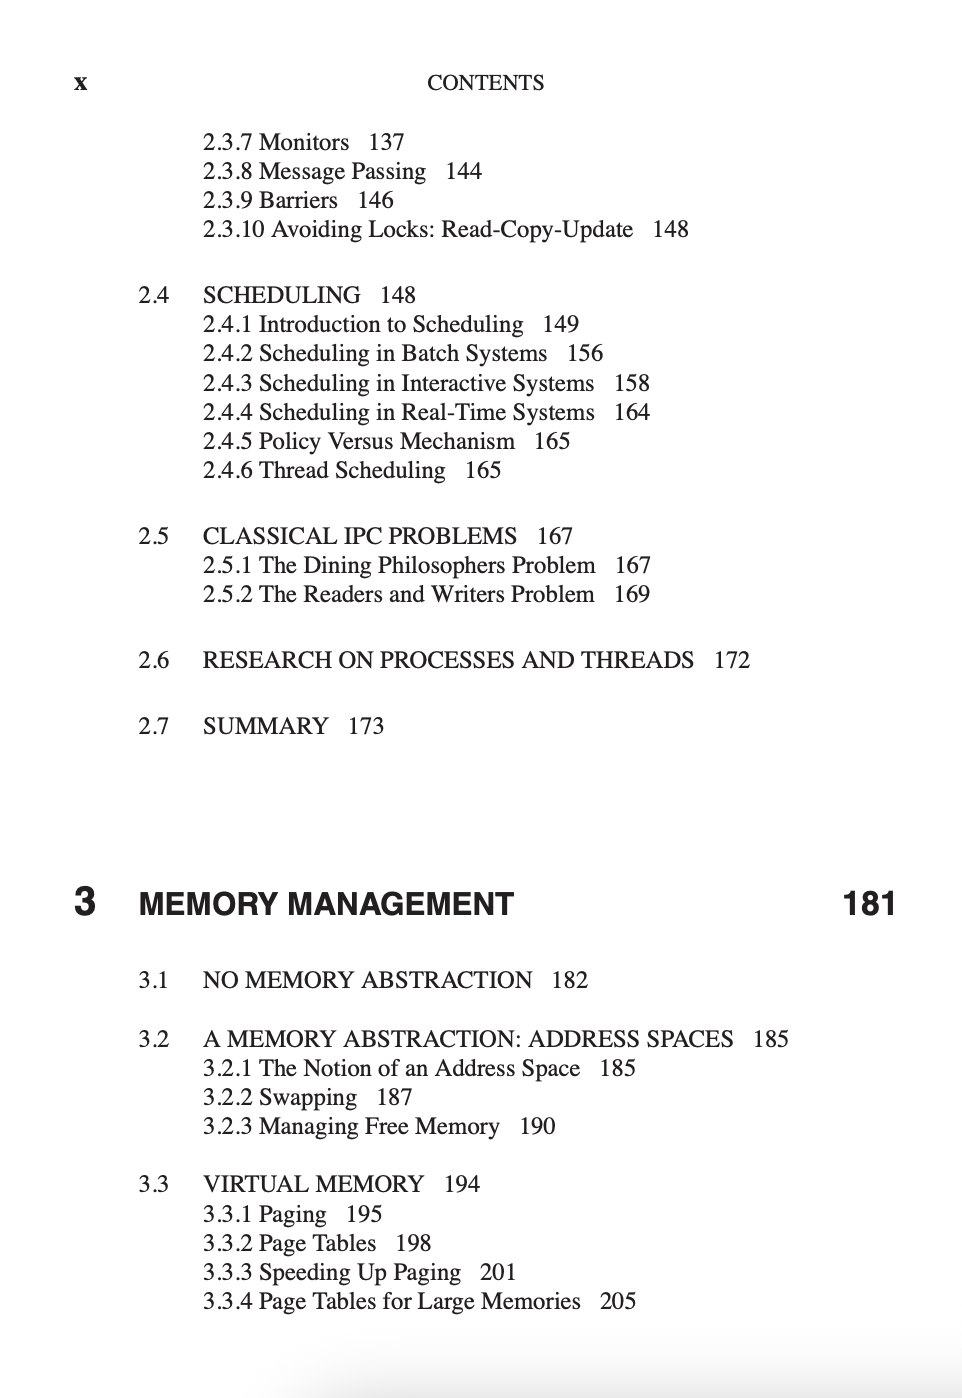 x CONTENTS
2.3.7 Monitors 137
2.3.8 Message Passing 144
2.3.9 Barriers 146
2.3.10 Avoiding Locks: Read-Copy-Update 148
2.4 SCHEDULING 148
2.4.1 Introduction to Scheduling 149
2.4.2 Scheduling in Batch Systems 156
2.4.3 Scheduling in Interactive Systems 158
2.4.4 Scheduling in Real-Time Systems 164
2.4.5 Policy Versus Mechanism 165
2.4.6 Thread Scheduling 165
2.5 CLASSICAL IPC PROBLEMS 167
2.5.1 The Dining Philosophers Problem 167
2.5.2 The Readers and Writers Problem 169
2.6 RESEARCH ON PROCESSES AND THREADS 172
2.7 SUMMARY 173
3 MEMORY MANAGEMENT 181
3.1 NO MEMORY ABSTRACTION 182
3.2 A MEMORY ABSTRACTION: ADDRESS SPACES 185
3.2.1 The Notion of an Address Space 185
3.2.2 Swapping 187
3.2.3 Managing Free Memory 190
3.3 VIRTUAL MEMORY 194
3.3.1 Paging 195
3.3.2 Page Tables 198
3.3.3 Speeding Up Paging 201
3.3.4 Page Tables for Large Memories 205